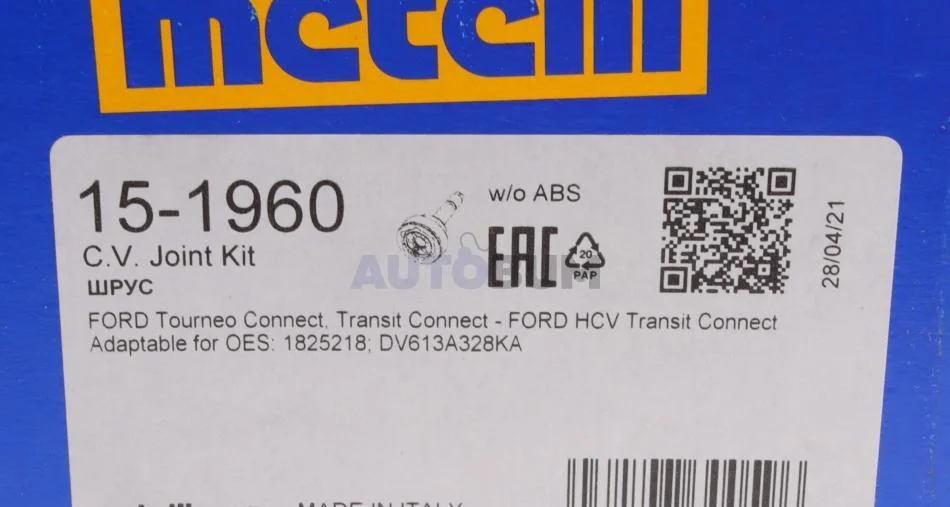 metelli
15-1960
w/o ABS
C.V. Joint Kit
ШРУС
EAC
20
PAP
28/04/21
FORD Tourneo Connect, Transit Connect - FORD HCV Transit Connect
Adaptable for OES: 1825218; DV613A328KA
MADE IN ITALY